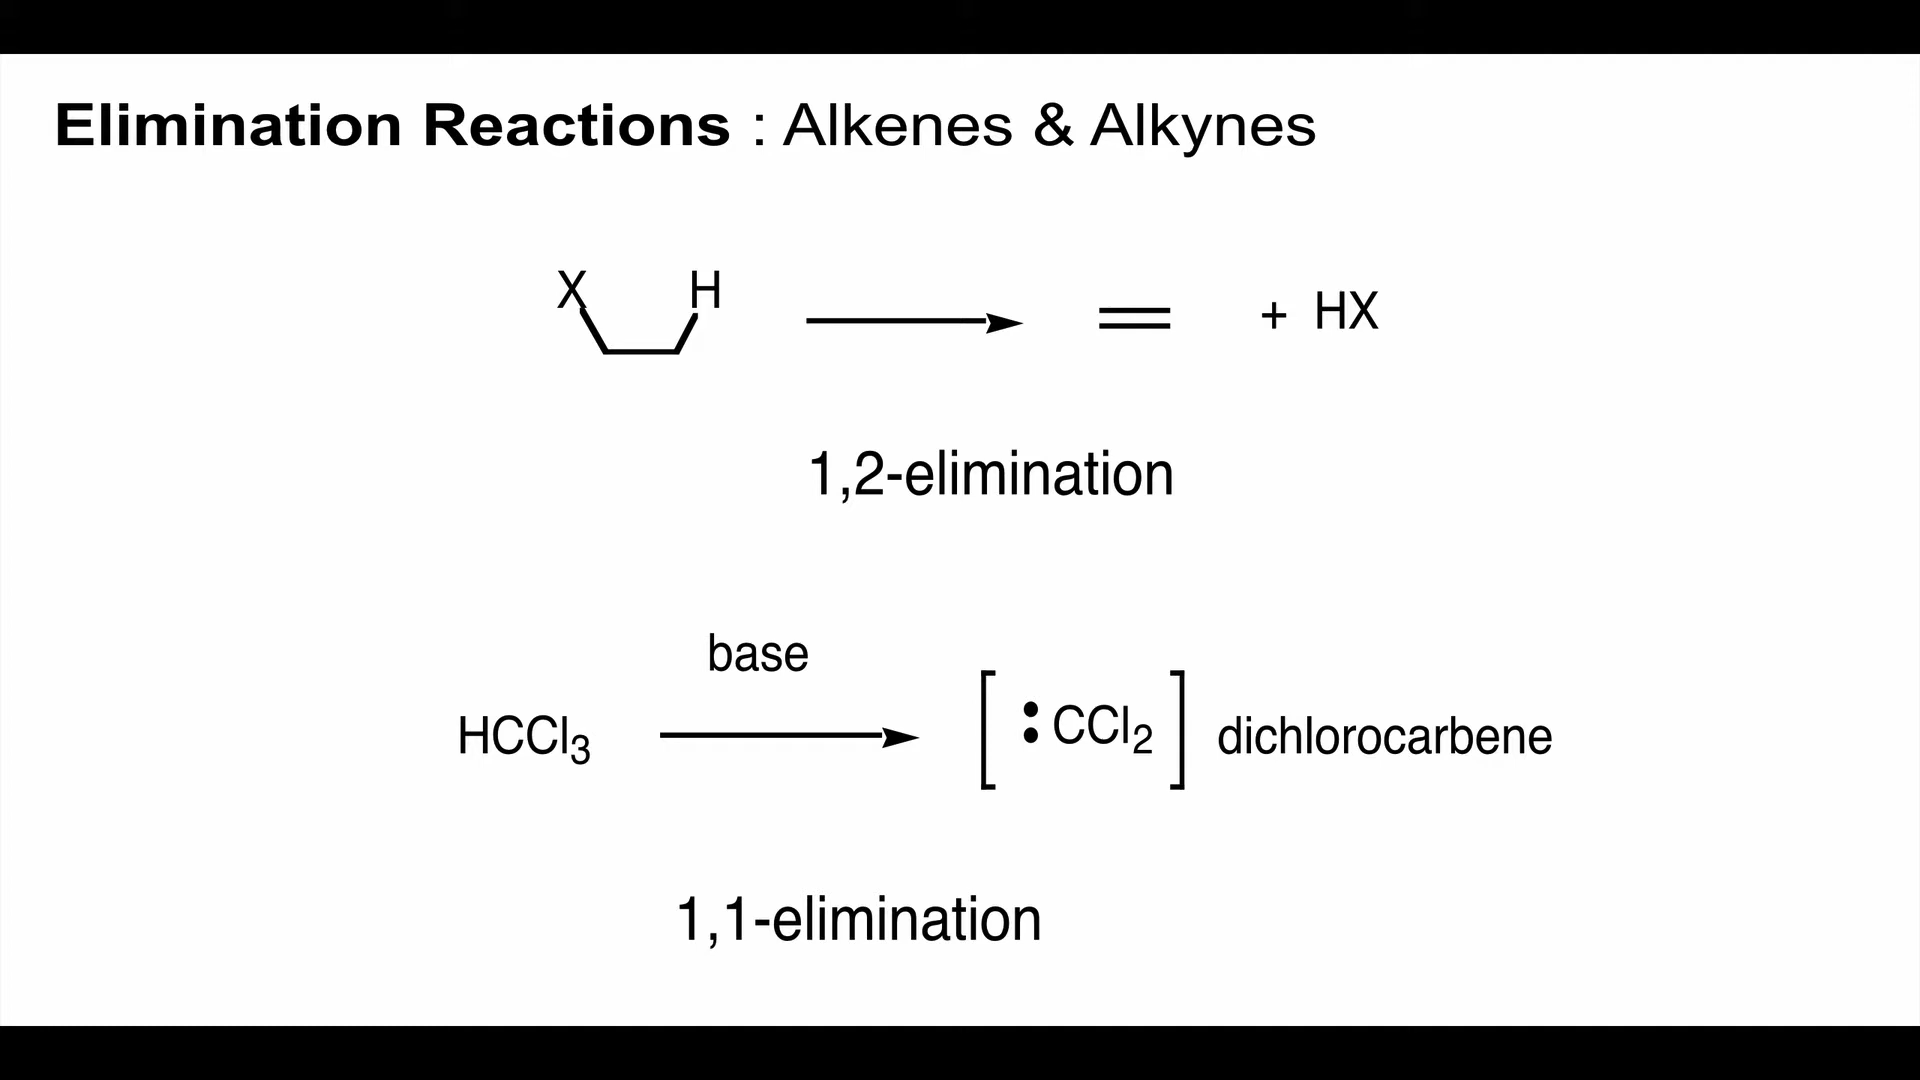 Elimination Reactions : Alkenes & Alkynes
X H
+ HX
1,2-elimination
base
HCCl₃ [ :CCl₂ ] dichlorocarbene
1,1-elimination